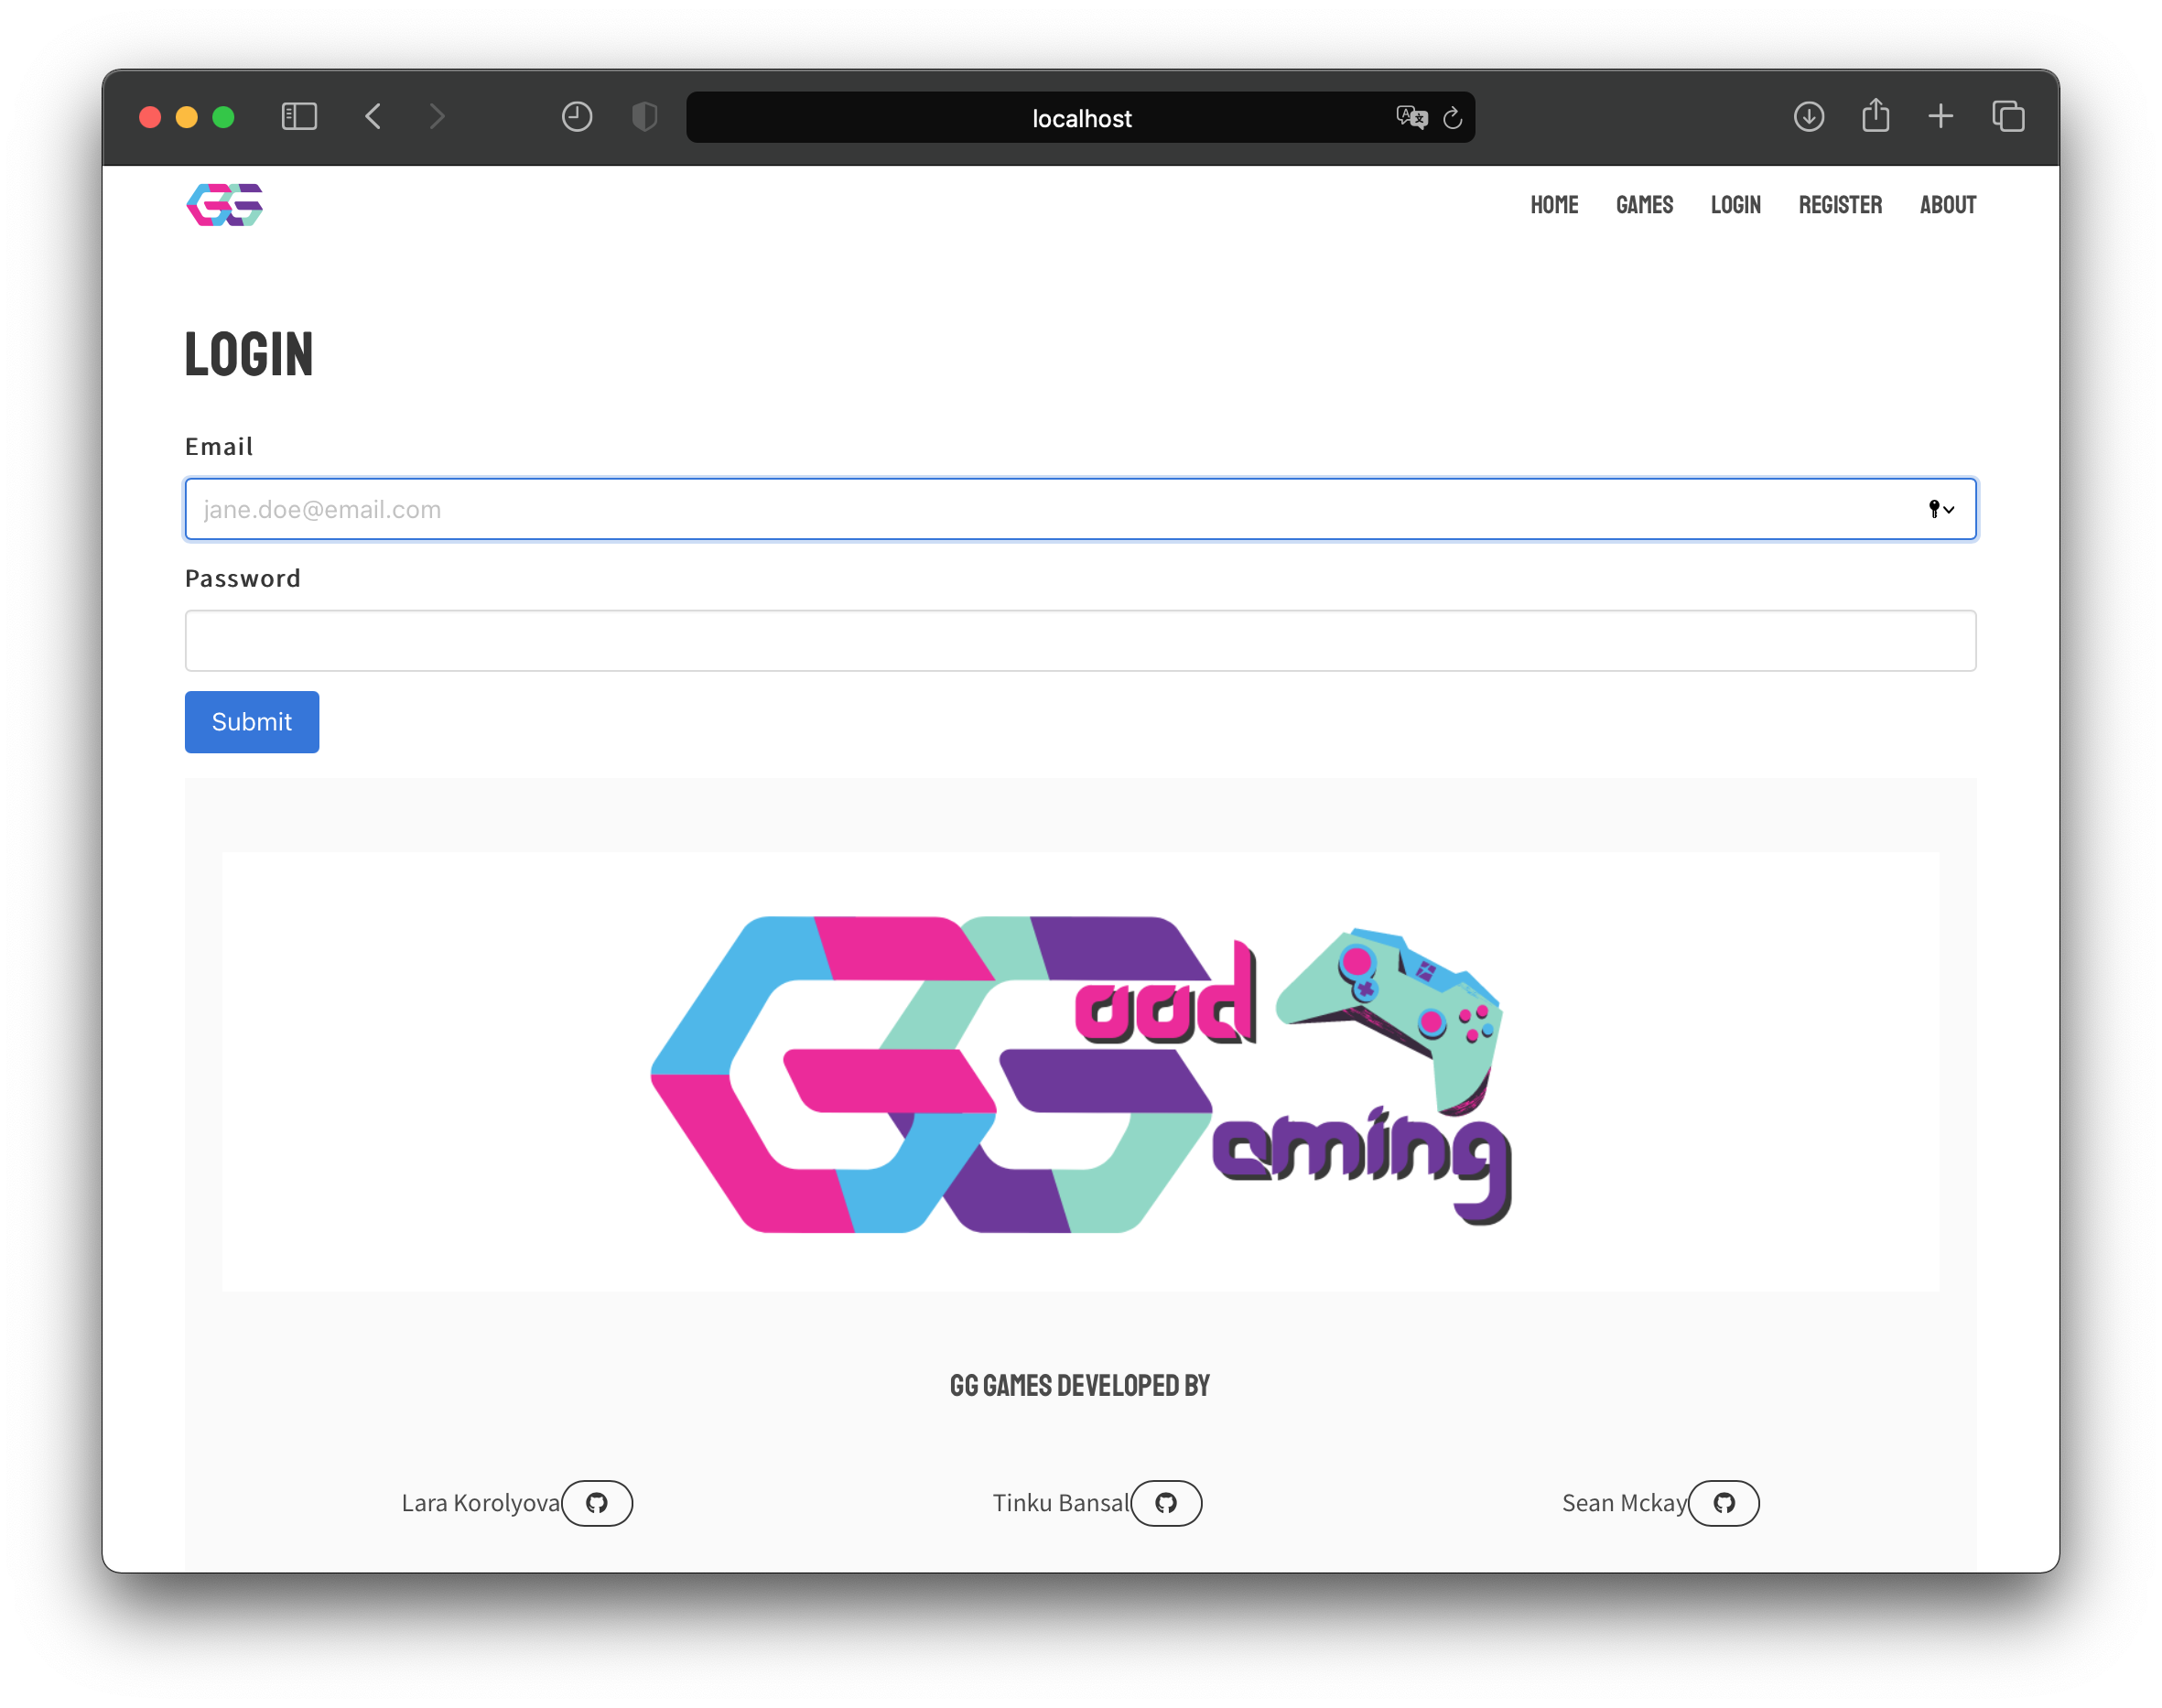 localhost
HOME GAMES LOGIN REGISTER ABOUT
LOGIN
Email
jane.doe@email.com
Password
Submit
GG
ood
aming
GG GAMES DEVELOPED BY
Lara Korolyova Tinku Bansal Sean Mckay